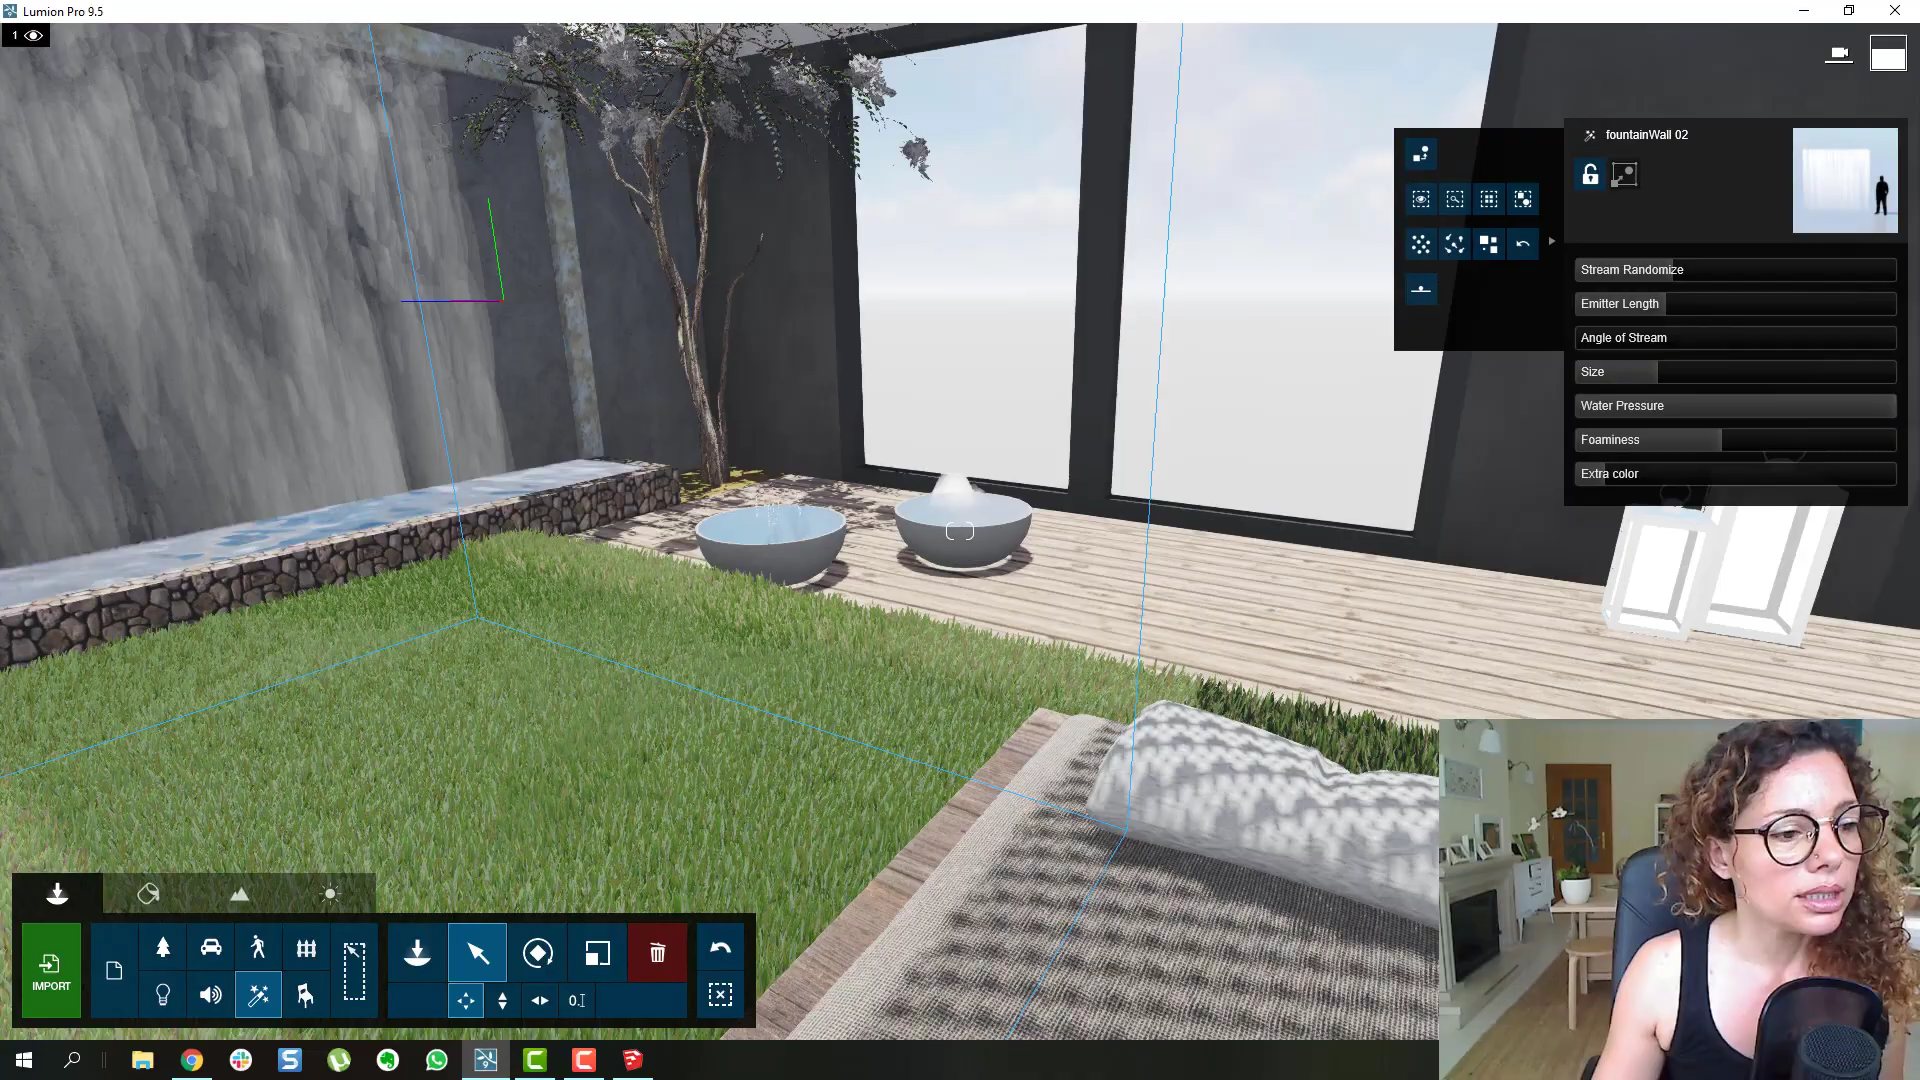 Lumion Pro 9.5
1
fountainWall 02
Stream Randomize
Emitter Length
Angle of Stream
Size
Water Pressure
Foaminess
Extra color
IMPORT
0.
9